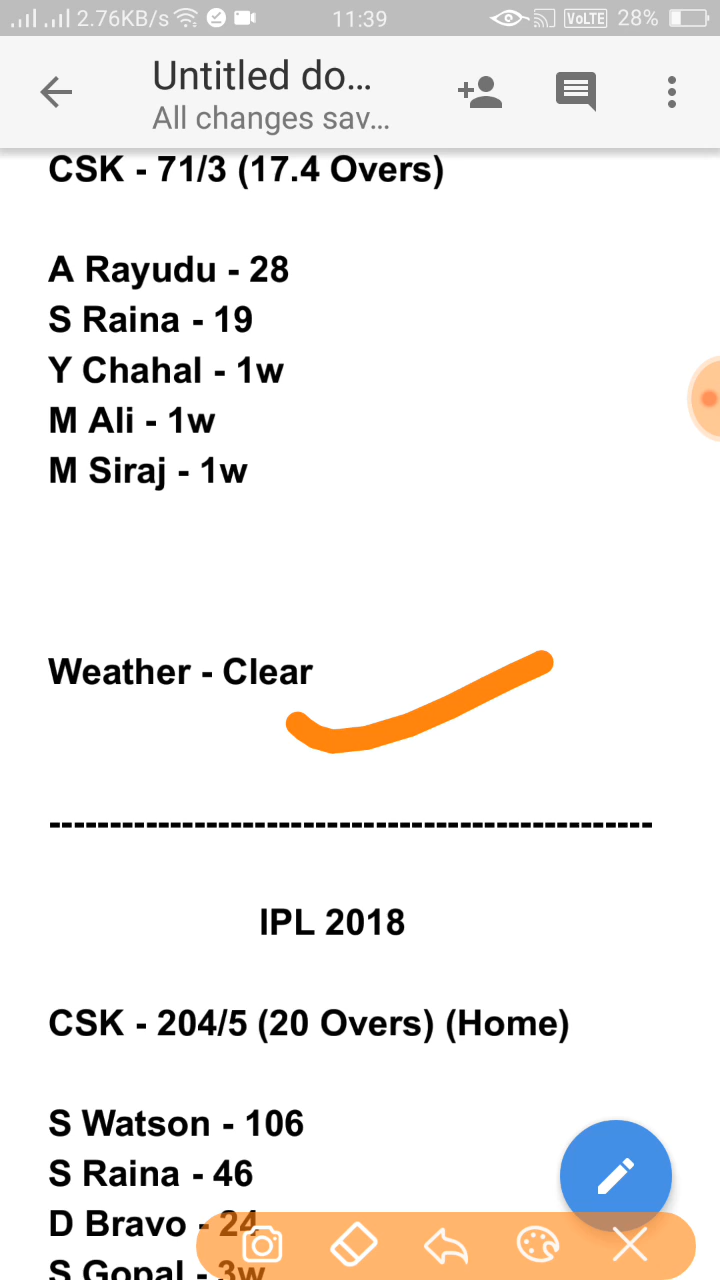 2.76KB/s 11:39 VoLTE 28%
Untitled do...
All changes sav...
CSK - 71/3 (17.4 Overs)
A Rayudu - 28
S Raina - 19
Y Chahal - 1w
M Ali - 1w
M Siraj - 1w
Weather - Clear
-----------------------------------------------
IPL 2018
CSK - 204/5 (20 Overs) (Home)
S Watson - 106
S Raina - 46
D Bravo - 24
S Gopal - 3w